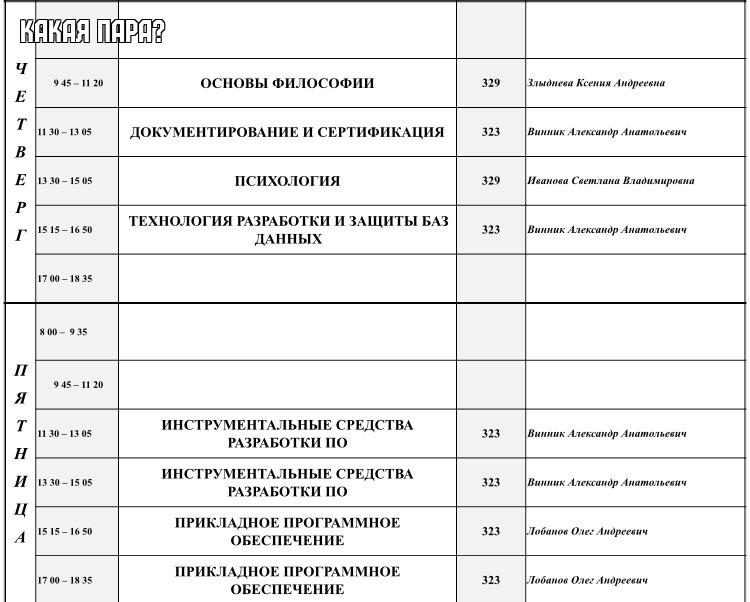 КАКАЯ ПАРА?
ЧЕТВЕРГ
9 45 – 11 20 ОСНОВЫ ФИЛОСОФИИ 329 Злыднева Ксения Андреевна
11 30 – 13 05 ДОКУМЕНТИРОВАНИЕ И СЕРТИФИКАЦИЯ 323 Винник Александр Анатольевич
13 30 – 15 05 ПСИХОЛОГИЯ 329 Иванова Светлана Владимировна
15 15 – 16 50 ТЕХНОЛОГИЯ РАЗРАБОТКИ И ЗАЩИТЫ БАЗ
ДАННЫХ 323 Винник Александр Анатольевич
17 00 – 18 35
ПЯТНИЦА
8 00 – 9 35
9 45 – 11 20
11 30 – 13 05 ИНСТРУМЕНТАЛЬНЫЕ СРЕДСТВА
РАЗРАБОТКИ ПО 323 Винник Александр Анатольевич
13 30 – 15 05 ИНСТРУМЕНТАЛЬНЫЕ СРЕДСТВА
РАЗРАБОТКИ ПО 323 Винник Александр Анатольевич
15 15 – 16 50 ПРИКЛАДНОЕ ПРОГРАММНОЕ
ОБЕСПЕЧЕНИЕ 323 Лобанов Олег Андреевич
17 00 – 18 35 ПРИКЛАДНОЕ ПРОГРАММНОЕ
ОБЕСПЕЧЕНИЕ 323 Лобанов Олег Андреевич